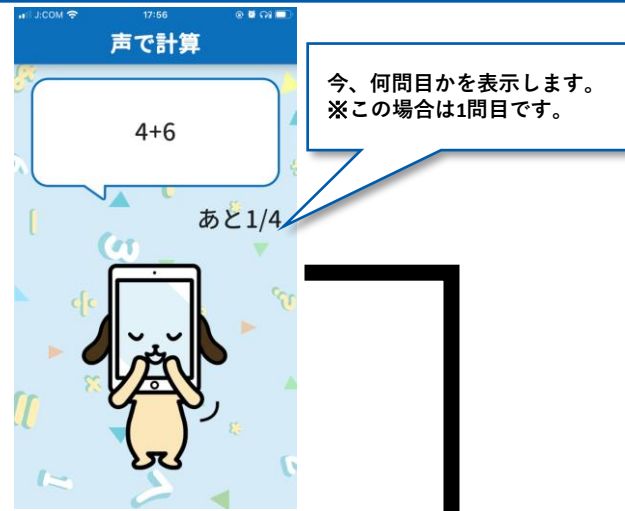 J:COM 17:56
声で計算
4+6
あと1/4
今、何問目かを表示します。
※この場合は1問目です。